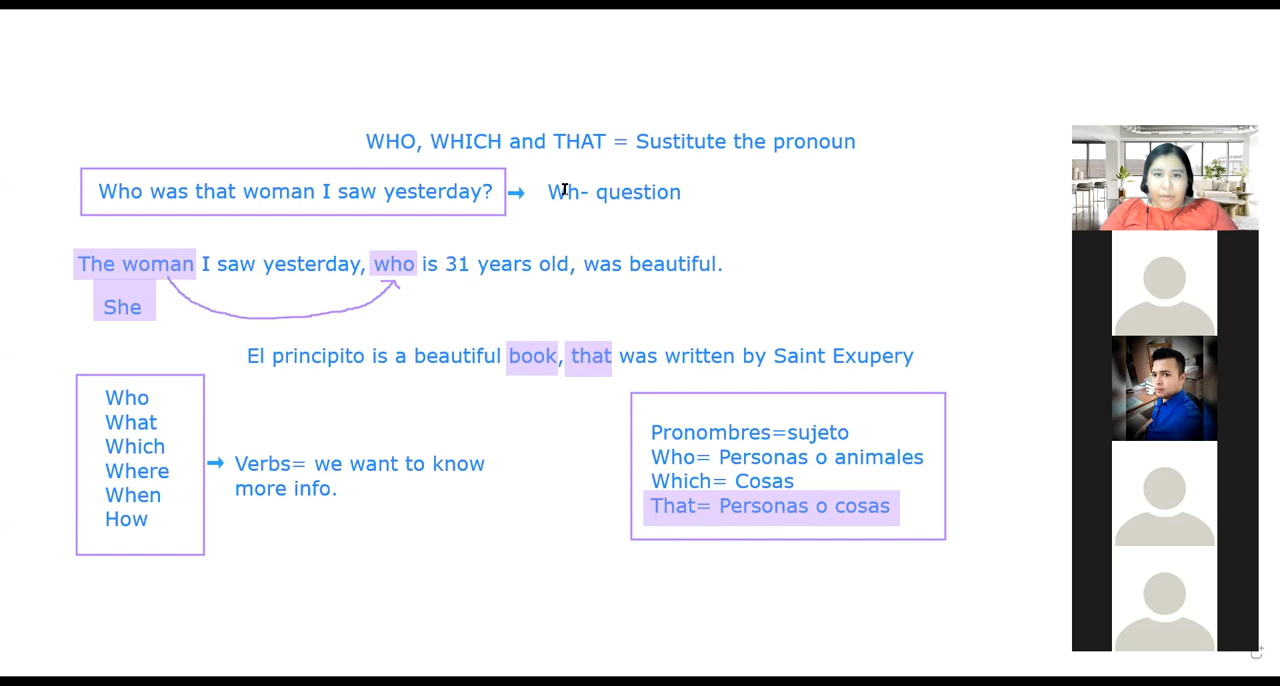 WHO, WHICH and THAT = Sustitute the pronoun
Who was that woman I saw yesterday?
Wh- question
The woman I saw yesterday, who is 31 years old, was beautiful.
She
El principito is a beautiful book, that was written by Saint Exupery
Who
What
Which
Where
When
How
Verbs= we want to know
more info.
Pronombres=sujeto
Who= Personas o animales
Which= Cosas
That= Personas o cosas